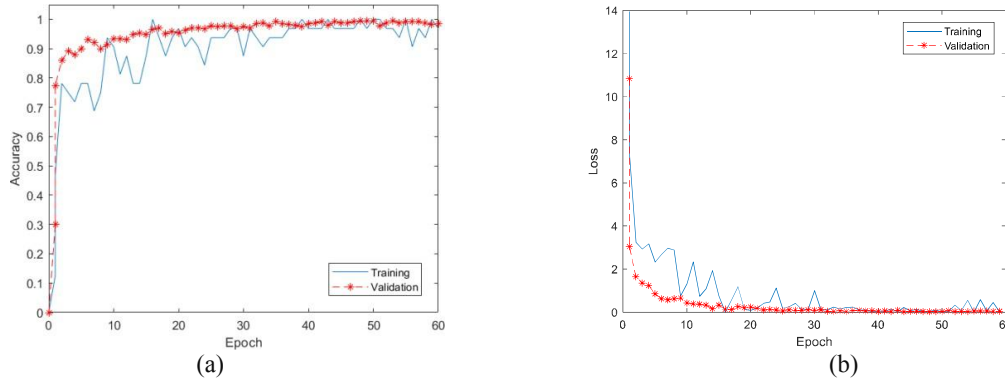 1
0.9
0.8
0.7
0.6
0.5
0.4
0.3
0.2
0.1
0
Accuracy
0 10 20 30 40 50 60
Epoch
Training
Validation
(a)
14
12
10
8
6
4
2
0
Loss
0 10 20 30 40 50 6
Epoch
Training
Validation
(b)